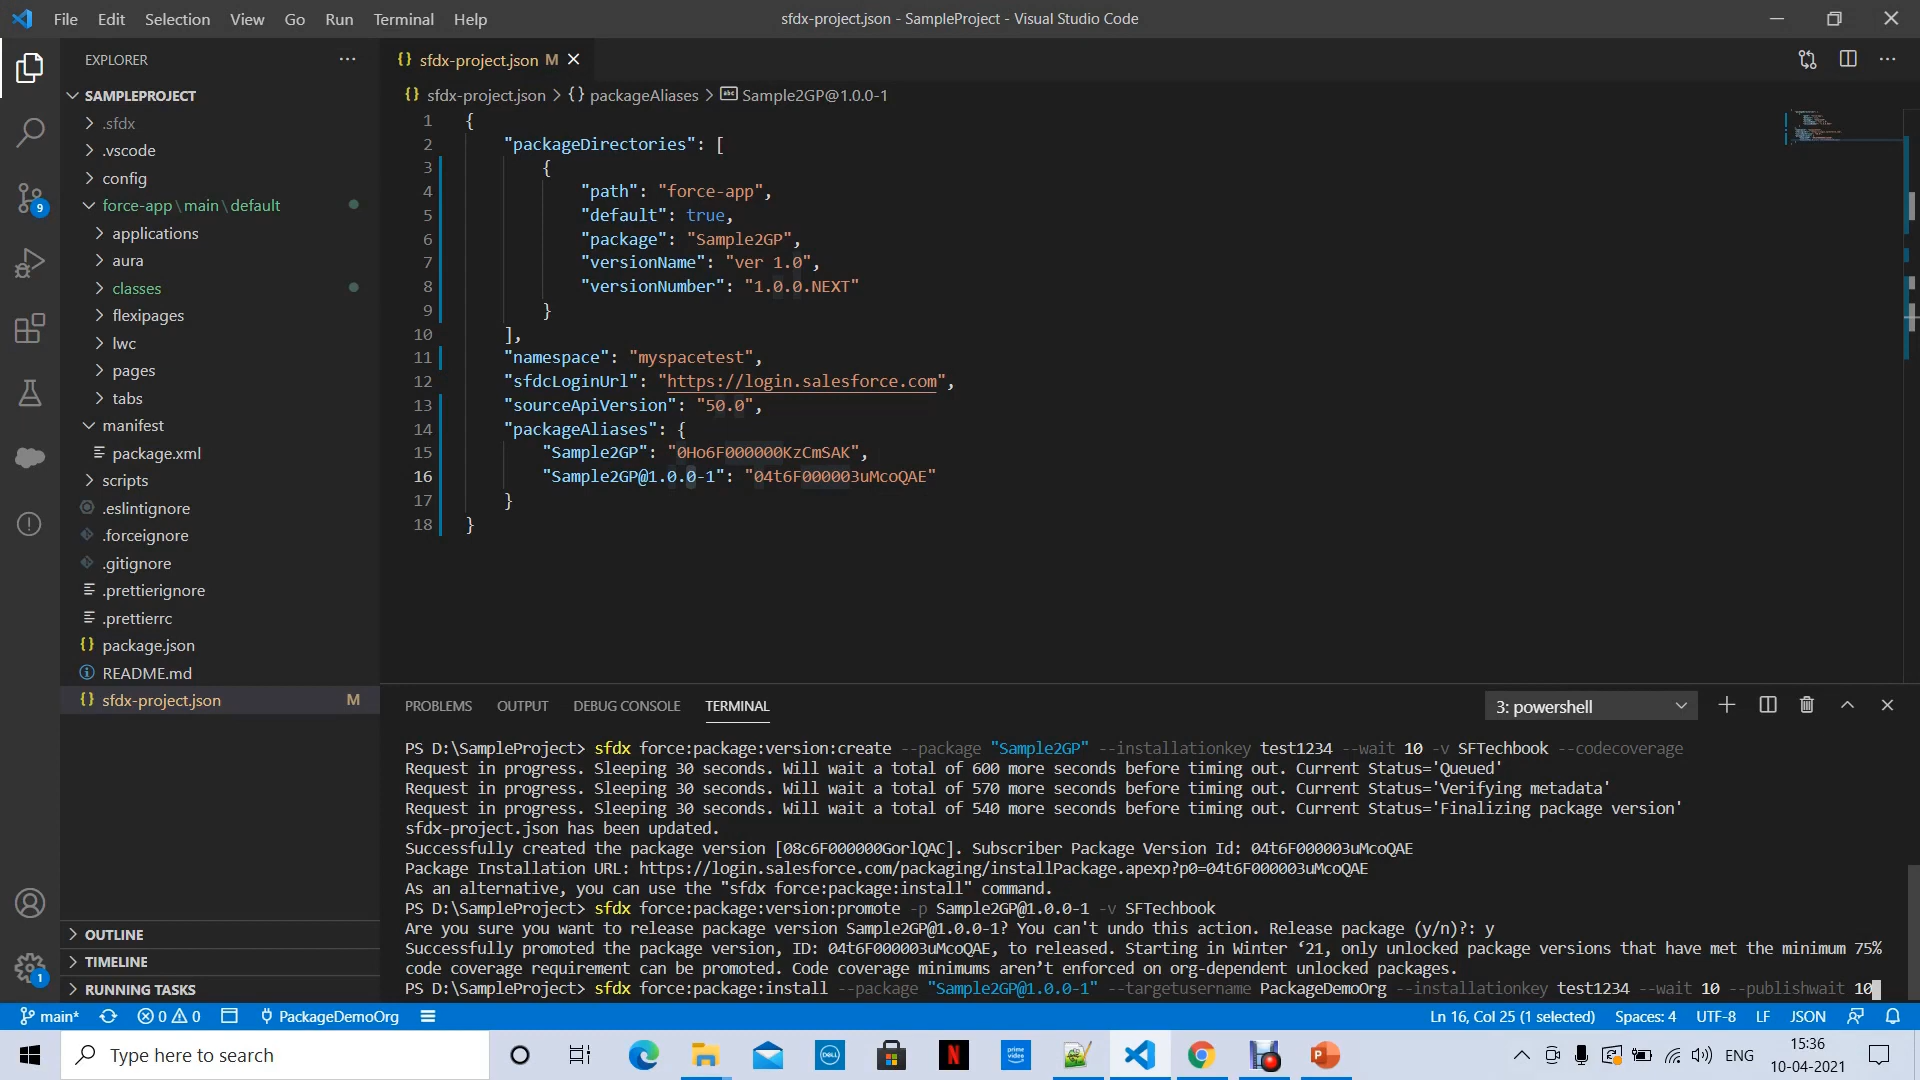 File Edit Selection View Go Run Terminal Help
sfdx-project.json - SampleProject - Visual Studio Code
EXPLORER
SAMPLEPROJECT
.sfdx
.vscode
config
force-app\main\default
applications
aura
classes
flexipages
lwc
pages
tabs
manifest
package.xml
scripts
.eslintignore
.forceignore
.gitignore
.prettierignore
.prettierrc
package.json
README.md
sfdx-project.json M
OUTLINE
TIMELINE
RUNNING TASKS
9
1
sfdx-project.json M
sfdx-project.json > {} packageAliases > Sample2GP@1.0.0-1
1 {
2 "packageDirectories": [
3 {
4 "path": "force-app",
5 "default": true,
6 "package": "Sample2GP",
7 "versionName": "ver 1.0",
8 "versionNumber": "1.0.0.NEXT"
9 }
10 ],
11 "namespace": "myspacetest",
12 "sfdcLoginUrl": "https://login.salesforce.com",
13 "sourceApiVersion": "50.0",
14 "packageAliases": {
15 "Sample2GP": "0Ho6F000000KzCmSAK",
16 "Sample2GP@1.0.0-1": "04t6F000003uMcoQAE"
17 }
18 }
PROBLEMS OUTPUT DEBUG CONSOLE TERMINAL
3: powershell
PS D:\SampleProject> sfdx force:package:version:create --package "Sample2GP" --installationkey test1234 --wait 10 -v SFTechbook --codecoverage
Request in progress. Sleeping 30 seconds. Will wait a total of 600 more seconds before timing out. Current Status='Queued'
Request in progress. Sleeping 30 seconds. Will wait a total of 570 more seconds before timing out. Current Status='Verifying metadata'
Request in progress. Sleeping 30 seconds. Will wait a total of 540 more seconds before timing out. Current Status='Finalizing package version'
sfdx-project.json has been updated.
Successfully created the package version [08c6F000000GorlQAC]. Subscriber Package Version Id: 04t6F000003uMcoQAE
Package Installation URL: https://login.salesforce.com/packaging/installPackage.apexp?p0=04t6F000003uMcoQAE
As an alternative, you can use the "sfdx force:package:install" command.
PS D:\SampleProject> sfdx force:package:version:promote -p Sample2GP@1.0.0-1 -v SFTechbook
Are you sure you want to release package version Sample2GP@1.0.0-1? You can't undo this action. Release package (y/n)?: y
Successfully promoted the package version, ID: 04t6F000003uMcoQAE, to released. Starting in Winter ‘21, only unlocked package versions that have met the minimum 75%
code coverage requirement can be promoted. Code coverage minimums aren’t enforced on org-dependent unlocked packages.
PS D:\SampleProject> sfdx force:package:install --package "Sample2GP@1.0.0-1" --targetusername PackageDemoOrg --installationkey test1234 --wait 10 --publishwait 10
main* 0 0 PackageDemoOrg
Ln 16, Col 25 (1 selected) Spaces: 4 UTF-8 LF JSON
Type here to search
DELL
N
prime video
ENG
15:36
10-04-2021